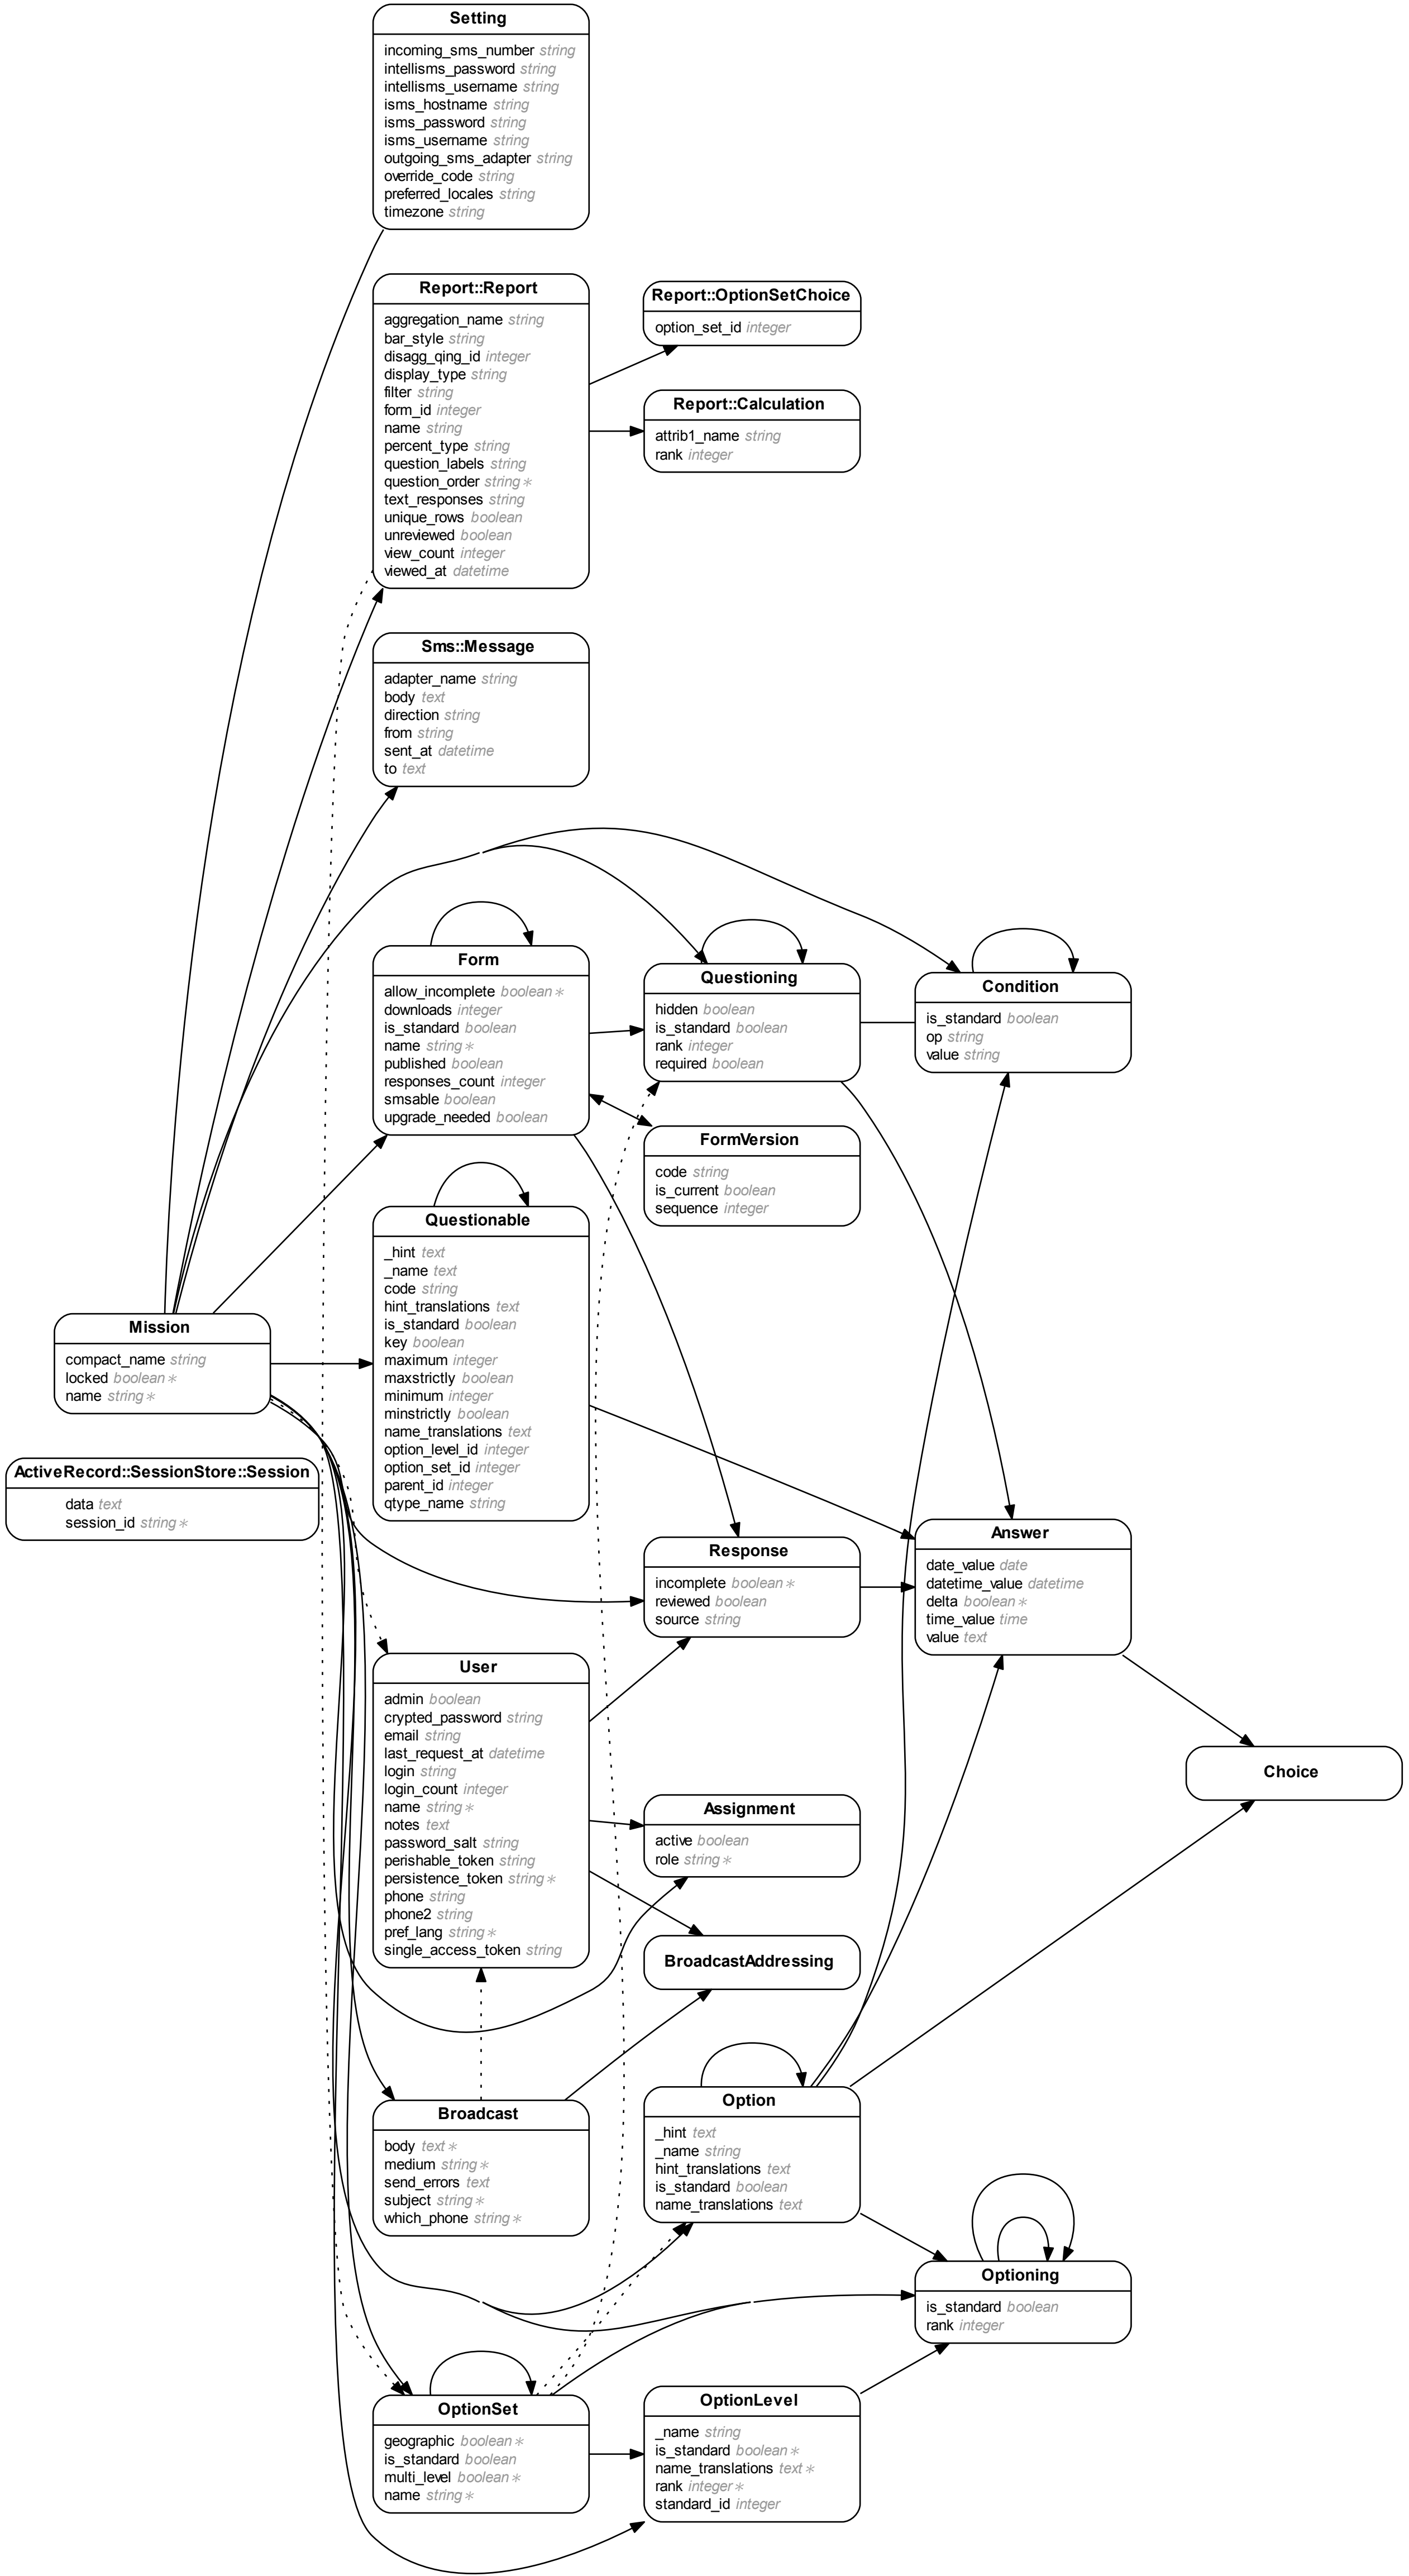 Setting
incoming_sms_number string
intellisms_password string
intellisms_username string
isms_hostname string
isms_password string
isms_username string
outgoing_sms_adapter string
override_code string
preferred_locales string
timezone string
Report::Report
aggregation_name string
bar_style string
disagg_qing_id integer
display_type string
filter string
form_id integer
name string
percent_type string
question_labels string
question_order string *
text_responses string
unique_rows boolean
unreviewed boolean
view_count integer
viewed_at datetime
Report::OptionSetChoice
option_set_id integer
Report::Calculation
attrib1_name string
rank integer
Sms::Message
adapter_name string
body text
direction string
from string
sent_at datetime
to text
Form
allow_incomplete boolean *
downloads integer
is_standard boolean
name string *
published boolean
responses_count integer
smsable boolean
upgrade_needed boolean
Questioning
hidden boolean
is_standard boolean
rank integer
required boolean
Condition
is_standard boolean
op string
value string
FormVersion
code string
is_current boolean
sequence integer
Questionable
_hint text
_name text
code string
hint_translations text
is_standard boolean
key boolean
maximum integer
maxstrictly boolean
minimum integer
minstrictly boolean
name_translations text
option_level_id integer
option_set_id integer
parent_id integer
qtype_name string
Mission
compact_name string
locked boolean *
name string *
ActiveRecord::SessionStore::Session
data text
session_id string *
Response
incomplete boolean *
reviewed boolean
source string
Answer
date_value date
datetime_value datetime
delta boolean *
time_value time
value text
User
admin boolean
crypted_password string
email string
last_request_at datetime
login string
login_count integer
name string *
notes text
password_salt string
perishable_token string
persistence_token string *
phone string
phone2 string
pref_lang string *
single_access_token string
Choice
Assignment
active boolean
role string *
BroadcastAddressing
Broadcast
body text *
medium string *
send_errors text
subject string *
which_phone string *
Option
_hint text
_name string
hint_translations text
is_standard boolean
name_translations text
Optioning
is_standard boolean
rank integer
OptionSet
geographic boolean *
is_standard boolean
multi_level boolean *
name string *
OptionLevel
_name string
is_standard boolean *
name_translations text *
rank integer *
standard_id integer